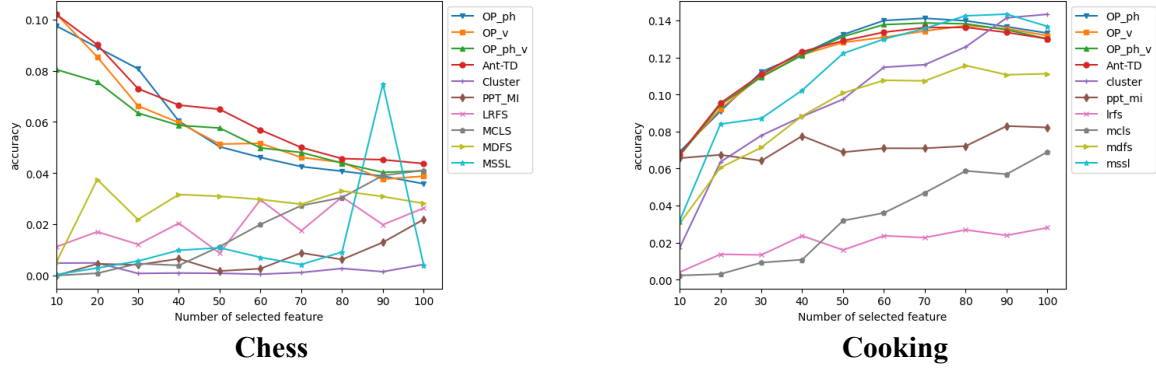 accuracy
0.10
0.08
0.06
0.04
0.02
0.00
10 20 30 40 50 60 70 80 90 100
Number of selected feature
OP_ph
OP_v
OP_ph_v
Ant-TD
Cluster
PPT_MI
LRFS
MCLS
MDFS
MSSL
Chess
accuracy
0.14
0.12
0.10
0.08
0.06
0.04
0.02
0.00
10 20 30 40 50 60 70 80 90 100
Number of selected feature
OP_ph
OP_v
OP_ph_v
Ant-TD
cluster
ppt_mi
lrfs
mcls
mdfs
mssl
Cooking